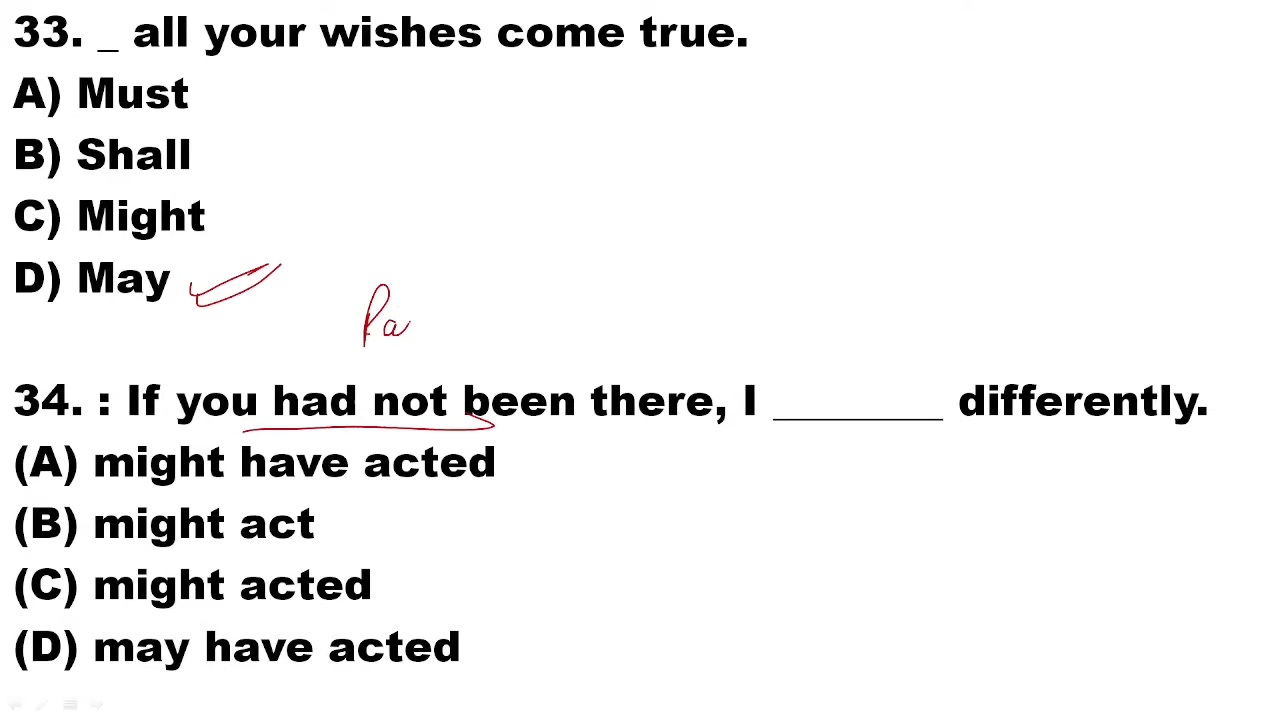 33. _ all your wishes come true.
A) Must
B) Shall
C) Might
D) May
Pa
34. : If you had not been there, I ________ differently.
(A) might have acted
(B) might act
(C) might acted
(D) may have acted